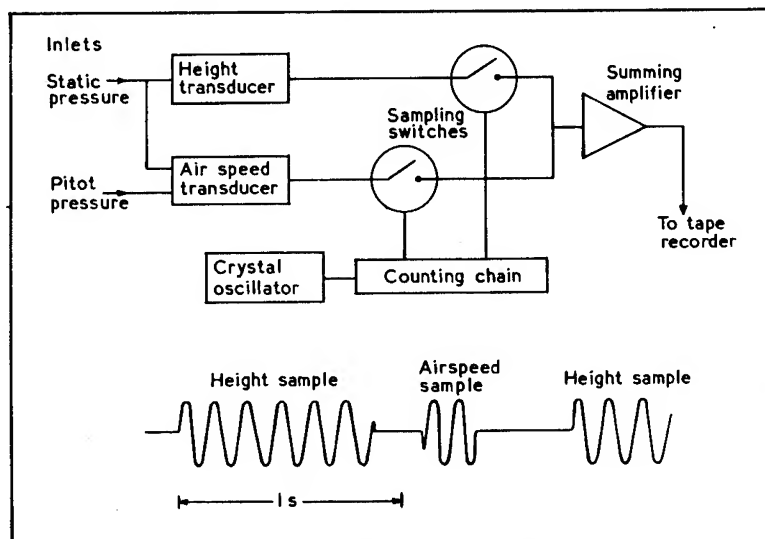 Inlets
Static
pressure
Height
transducer
Summing
amplifier
Sampling
switches
Pitot
pressure
Air speed
transducer
To tape
recorder
Crystal
oscillator
Counting chain
Height sample
Airspeed
sample
Height sample
1s